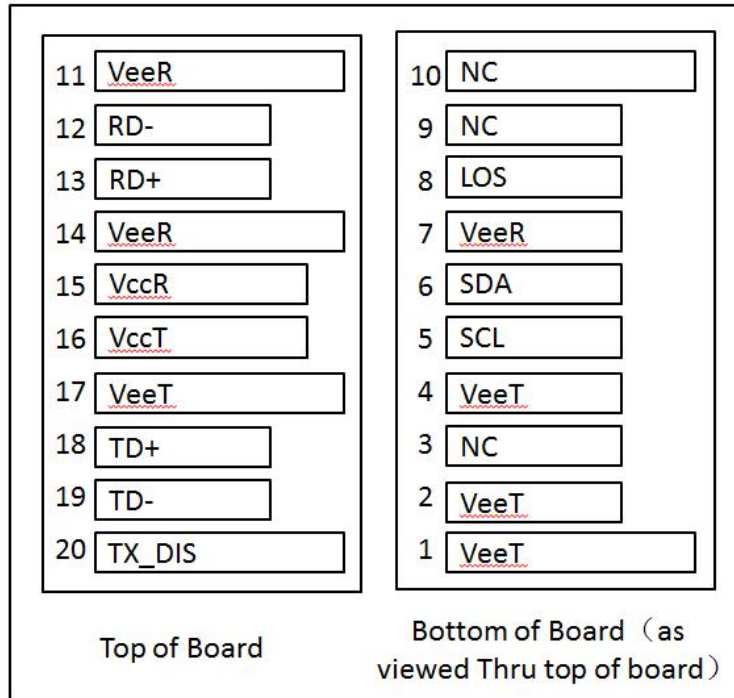 11 VeeR
12 RD-
13 RD+
14 VeeR
15 VccR
16 VccT
17 VeeT
18 TD+
19 TD-
20 TX_DIS
Top of Board
10 NC
9 NC
8 LOS
7 VeeR
6 SDA
5 SCL
4 VeeT
3 NC
2 VeeT
1 VeeT
Bottom of Board（as
viewed Thru top of board）